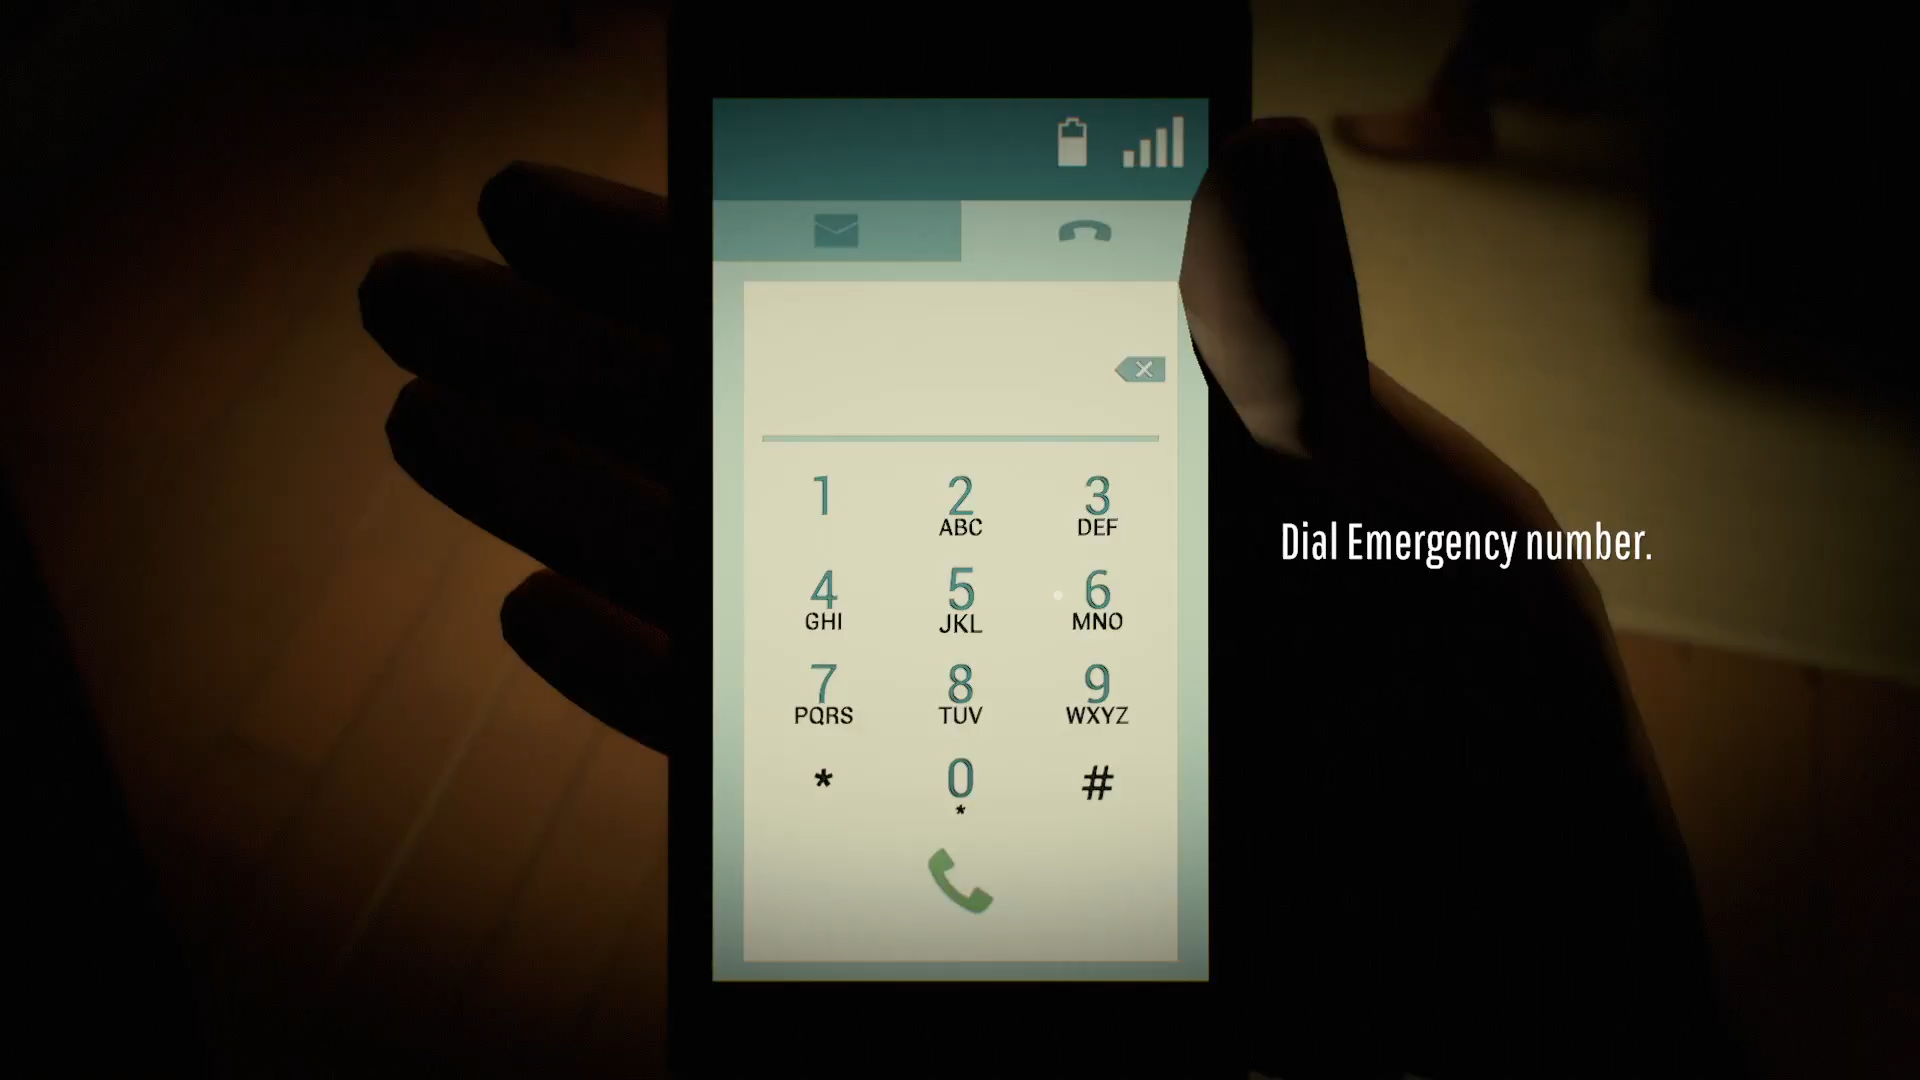 1
2
ABC
3
DEF
4
GHI
5
JKL
6
MNO
7
PQRS
8
TUV
9
WXYZ
*
0
*
#
Dial Emergency number.